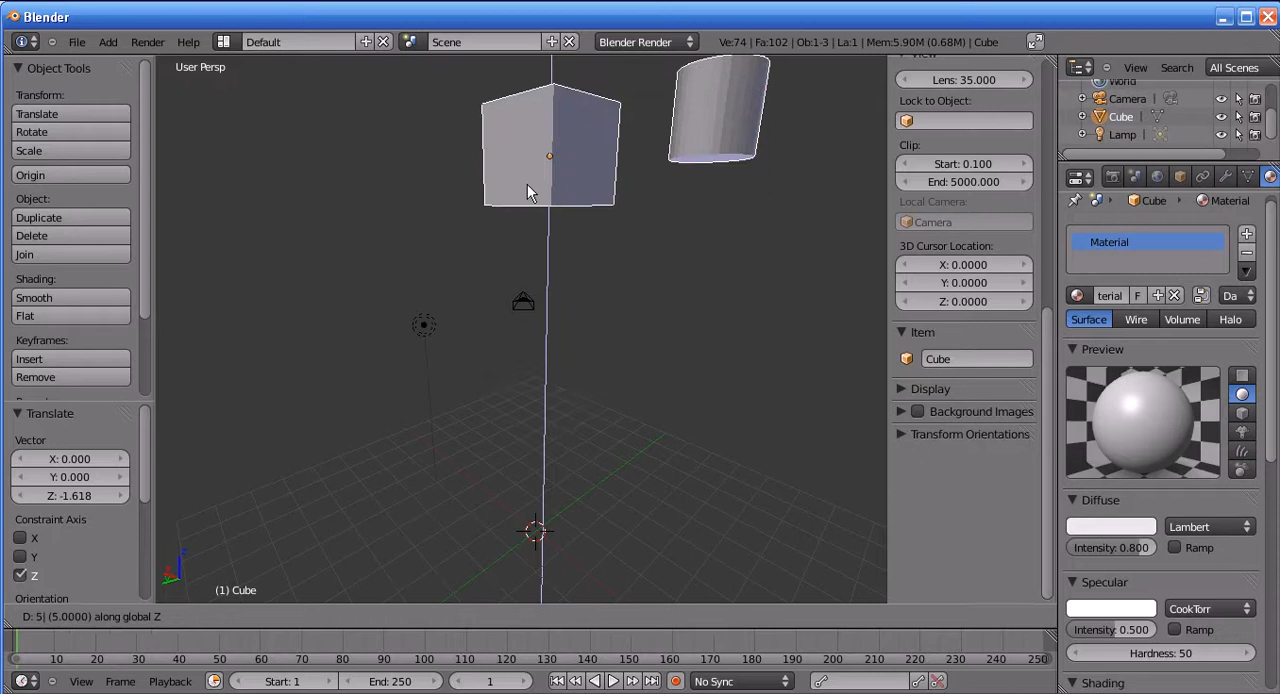 Blender
File Add Render Help Default Scene Blender Render Ve:74 | Fa:102 | Ob:1-3 | La:1 | Mem:5.90M (0.68M) | Cube
Object Tools
Transform:
Translate
Rotate
Scale
Origin
Object:
Duplicate
Delete
Join
Shading:
Smooth
Flat
Keyframes:
Insert
Remove
Translate
Vector
X: 0.000
Y: 0.000
Z: -1.618
Constraint Axis
X
Y
Z
Orientation
User Persp
(1) Cube
Lens: 35.000
Lock to Object:
Clip:
Start: 0.100
End: 5000.000
Local Camera:
Camera
3D Cursor Location:
X: 0.0000
Y: 0.0000
Z: 0.0000
Item
Cube
Display
Background Images
Transform Orientations
View Search All Scenes
World
Camera
Cube
Lamp
Cube Material
Material
terial F Da
Surface Wire Volume Halo
Preview
Diffuse
Lambert
Intensity: 0.800 Ramp
Specular
CookTorr
Intensity: 0.500 Ramp
Hardness: 50
Shading
D: 5| (5.0000) along global Z
10 20 30 40 50 60 70 80 90 100 110 120 130 140 150 160 170 180 190 200 210 220 230 240 250
View Frame Playback Start: 1 End: 250 1 No Sync